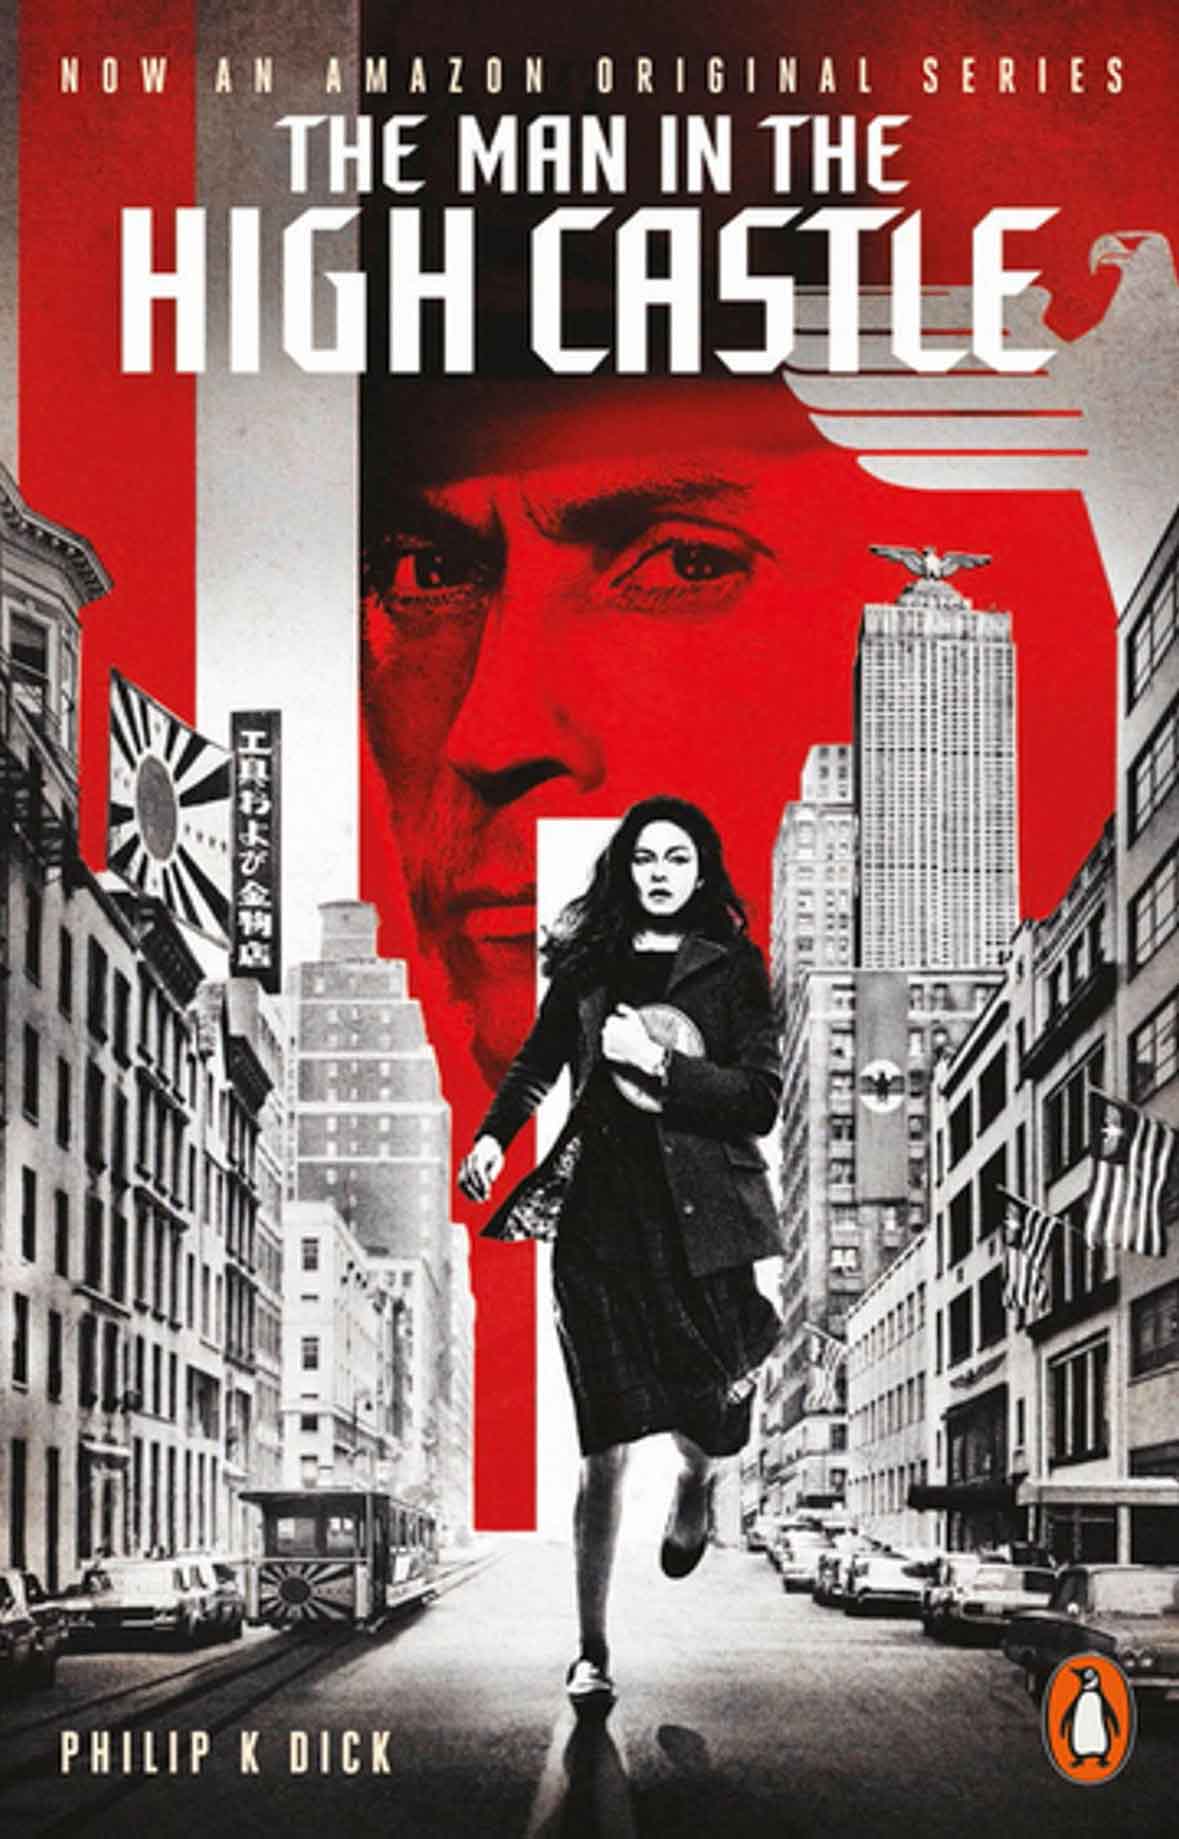 NOW AN AMAZON ORIGINAL SERIES
THE MAN IN THE
HIGH CASTLE
工具および金物店
PHILIP K DICK